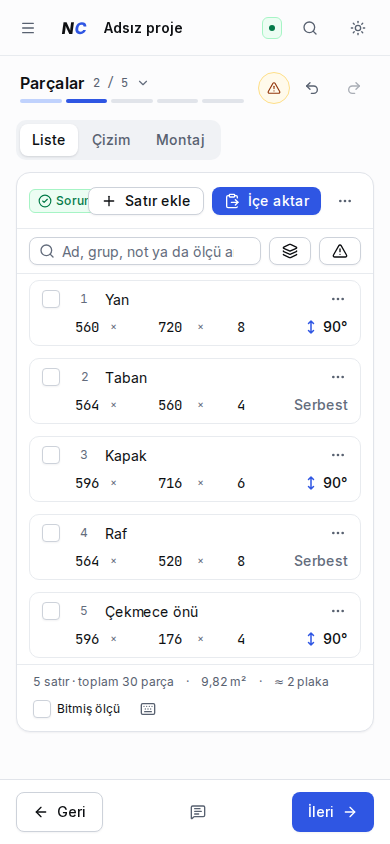 NC Adsız proje
Parçalar 2 / 5
Liste Çizim Montaj
Sorun Satır ekle İçe aktar
Ad, grup, not ya da ölçü a
1 Yan
560 × 720 × 8 90°
2 Taban
564 × 560 × 4 Serbest
3 Kapak
596 × 716 × 6 90°
4 Raf
564 × 520 × 8 Serbest
5 Çekmece önü
596 × 176 × 4 90°
5 satır · toplam 30 parça · 9,82 m² · ≈ 2 plaka
Bitmiş ölçü
Geri İleri